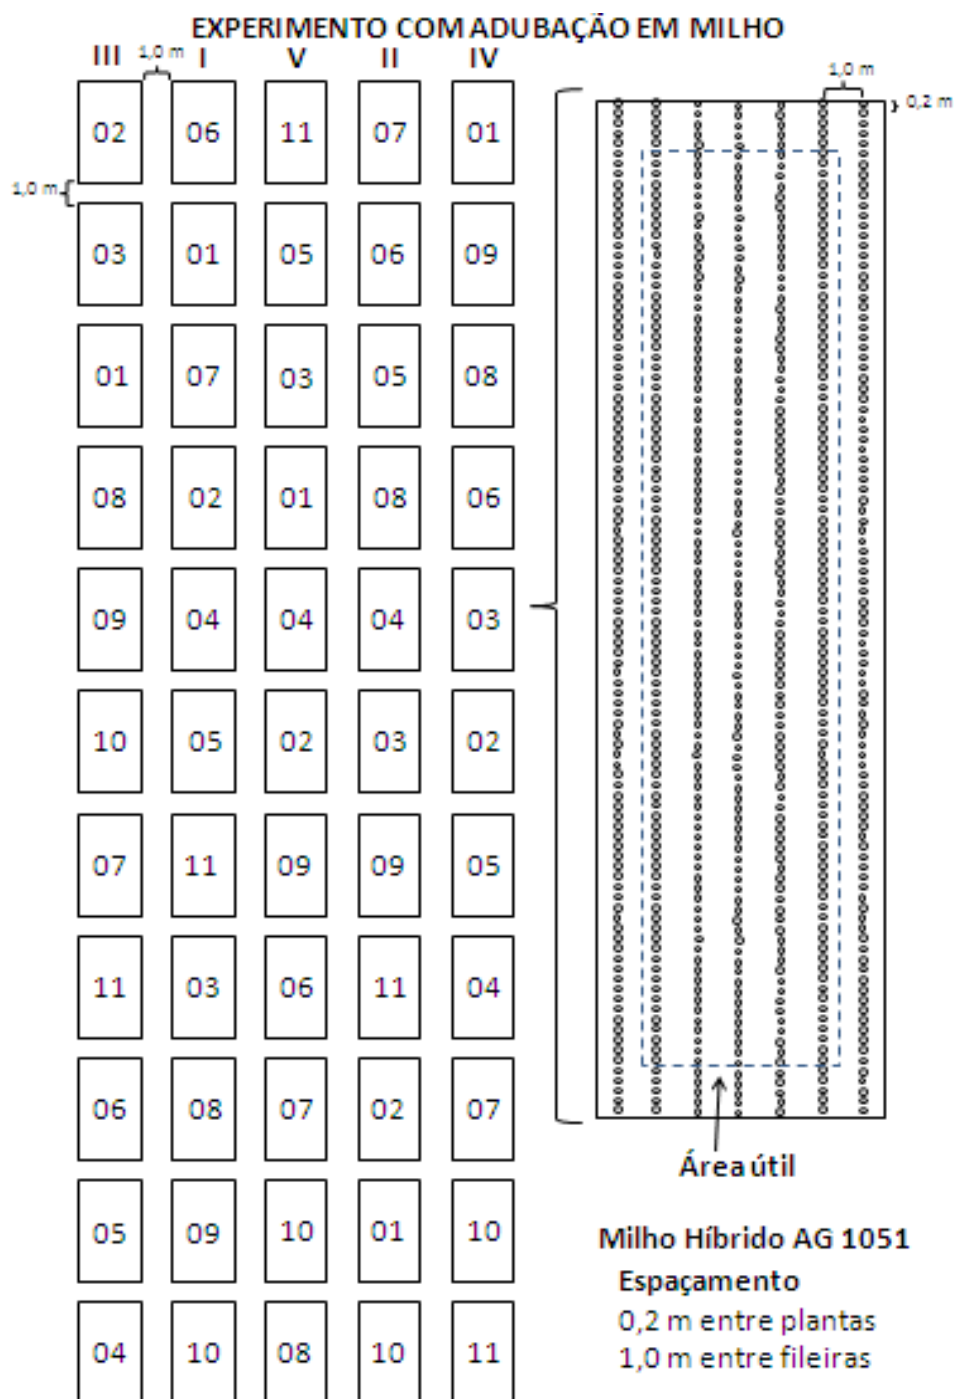 EXPERIMENTO COM ADUBAÇÃO EM MILHO
III 1,0 m I V II IV
1,0 m
0,2 m
02 06 11 07 01
1,0 m
03 01 05 06 09
01 07 03 05 08
08 02 01 08 06
09 04 04 04 03
10 05 02 03 02
07 11 09 09 05
11 03 06 11 04
06 08 07 02 07
05 09 10 01 10
04 10 08 10 11
Área útil
Milho Híbrido AG 1051
Espaçamento
0,2 m entre plantas
1,0 m entre fileiras